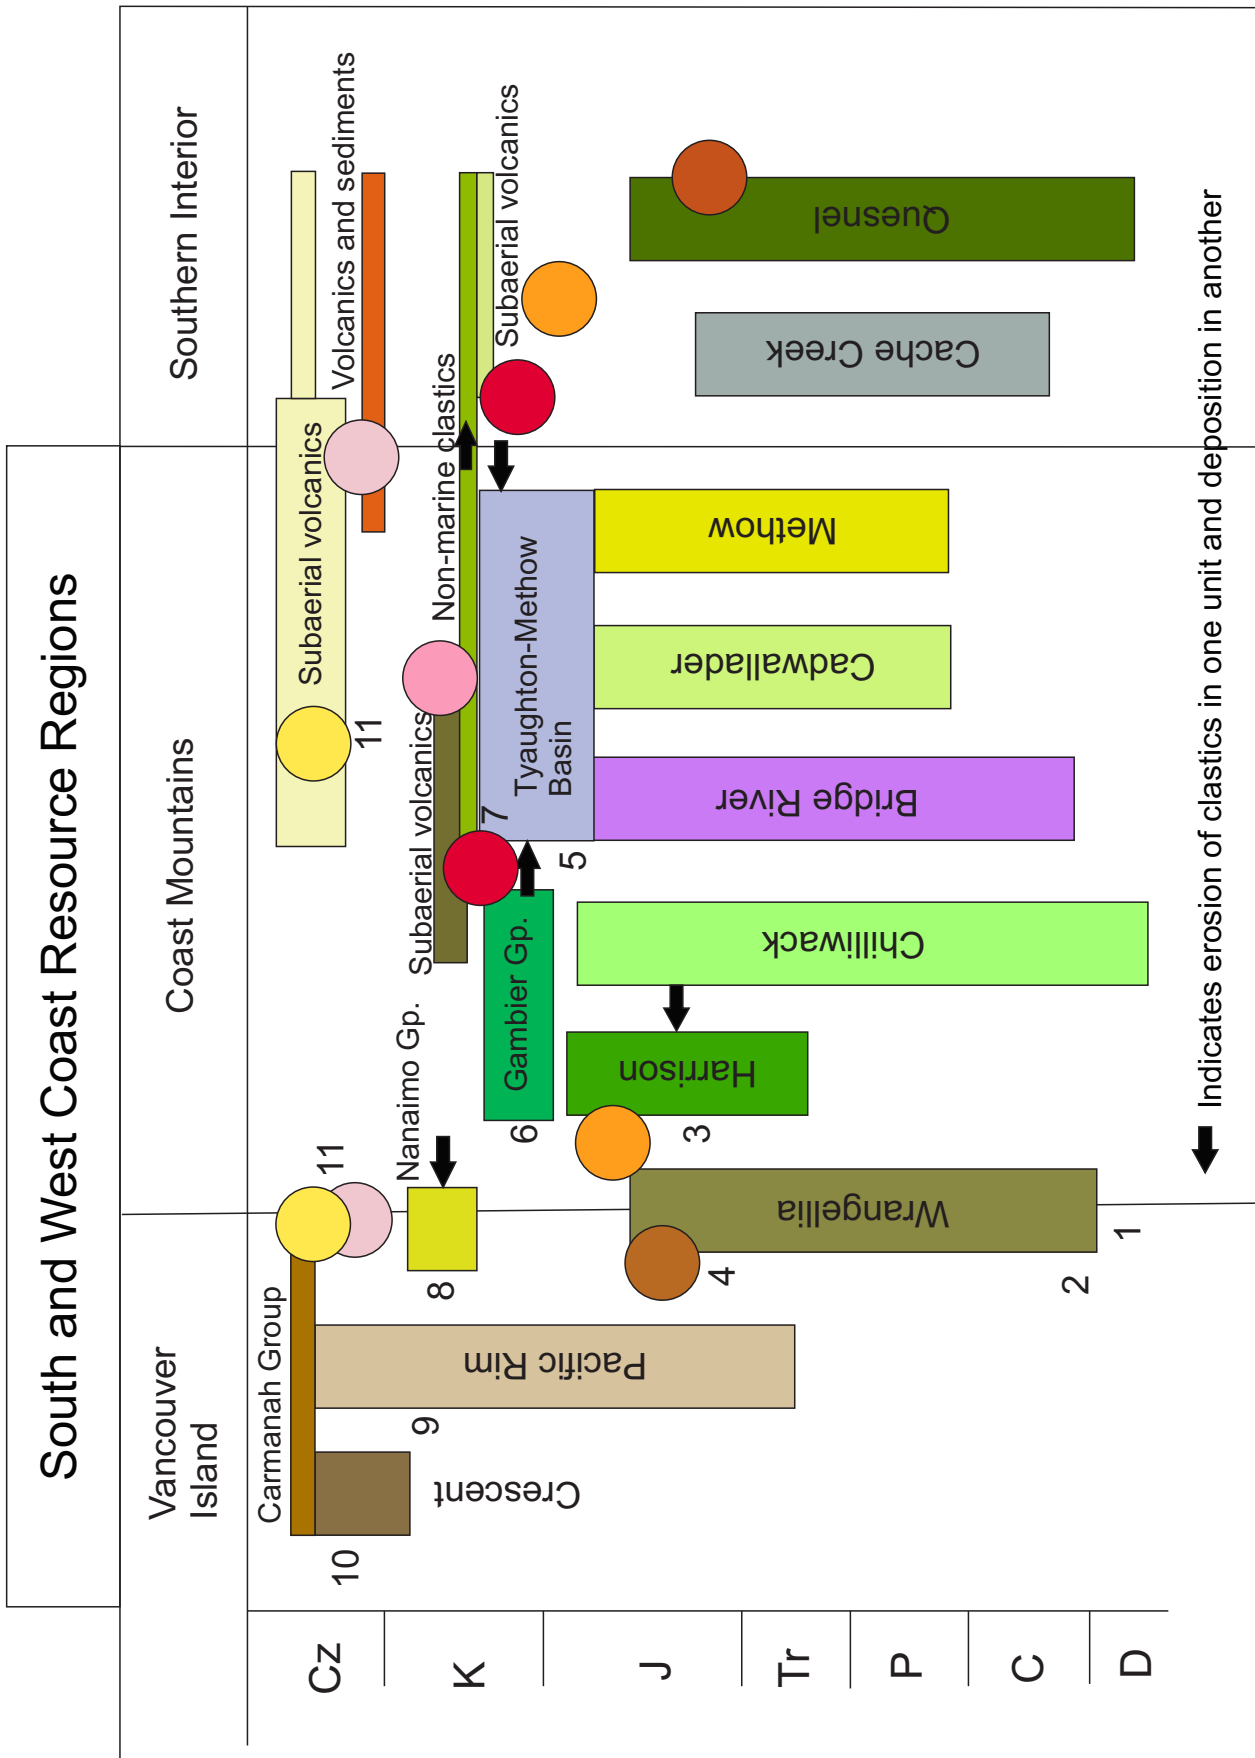 South and West Coast Resource Regions
Vancouver
Island
Coast Mountains
Southern Interior
Cz
K
J
Tr
P
C
D
Carmanah Group
10
Crescent
9
Pacific Rim
8
Nanaimo Gp.
11
4
2
1
Wrangellia
3
Harrison
6
Gambier Gp.
Chilliwack
Subaerial volcanics
5
7
Tyaughton-Methow
Basin
Bridge River
Cadwallader
Methow
11
Subaerial volcanics
Non-marine clastics
Volcanics and sediments
Subaerial volcanics
Cache Creek
Quesnel
Indicates erosion of clastics in one unit and deposition in another